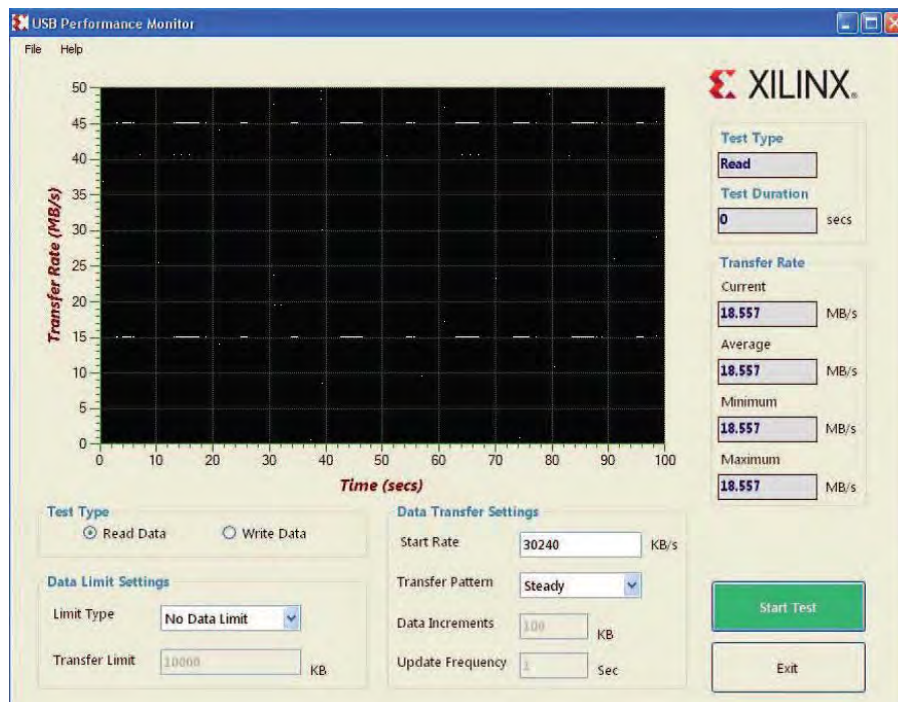 USB Performance Monitor
File Help
XILINX.
50
45
40
35
30
25
20
15
10
5
0
Transfer Rate (MB/s)
0 10 20 30 40 50 60 70 80 90 100
Time (secs)
Test Type
Read
Test Duration
0 secs
Transfer Rate
Current
18.557 MB/s
Average
18.557 MB/s
Minimum
18.557 MB/s
Maximum
18.557 MB/s
Test Type
Read Data Write Data
Data Limit Settings
Limit Type No Data Limit
Transfer Limit 10000 KB
Data Transfer Settings
Start Rate 30240 KB/s
Transfer Pattern Steady
Data Increments 100 KB
Update Frequency 1 Sec
Start Test
Exit